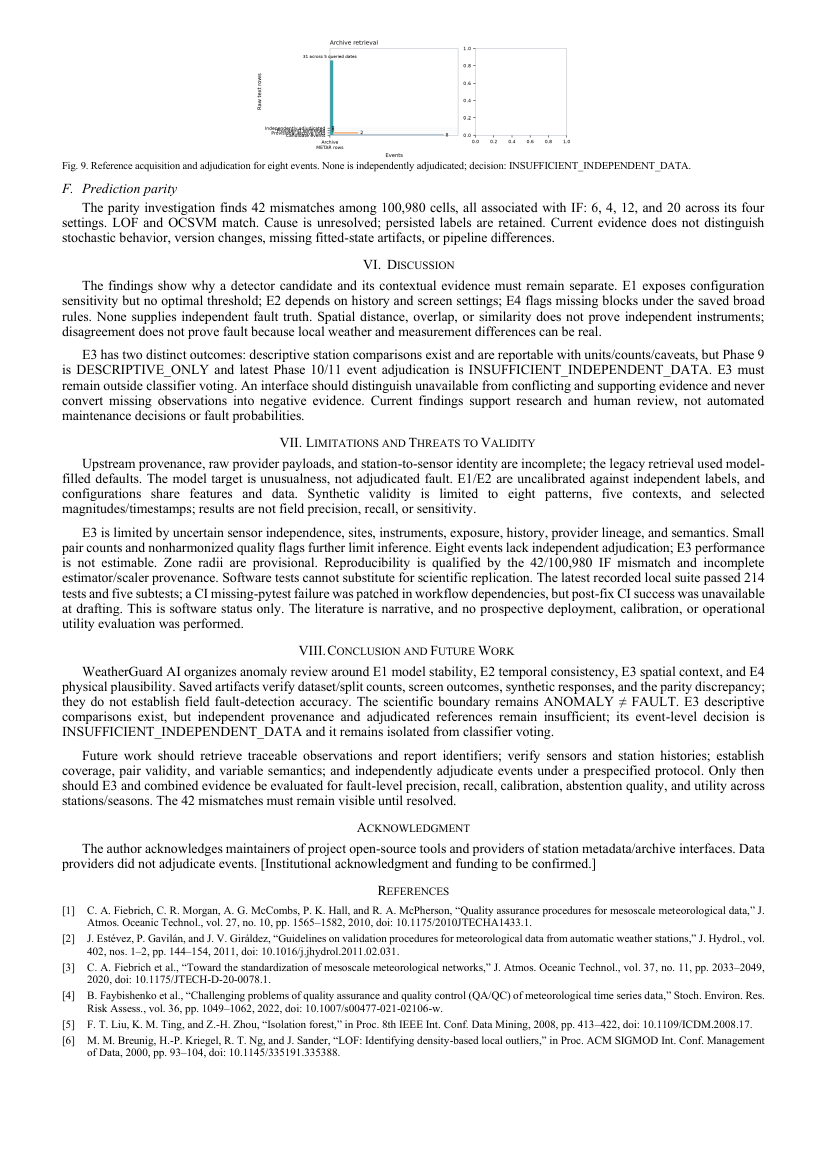 Archive retrieval
31 across 5 queried dates
Raw text rows
Independently adjudicated
Candidate events
2
8
Archive
METAR rows
Events
1.0
0.8
0.6
0.4
0.2
0.0
0.0 0.2 0.4 0.6 0.8 1.0
Fig. 9. Reference acquisition and adjudication for eight events. None is independently adjudicated; decision: INSUFFICIENT_INDEPENDENT_DATA.
F. Prediction parity
The parity investigation finds 42 mismatches among 100,980 cells, all associated with IF: 6, 4, 12, and 20 across its four
settings. LOF and OCSVM match. Cause is unresolved; persisted labels are retained. Current evidence does not distinguish
stochastic behavior, version changes, missing fitted-state artifacts, or pipeline differences.
VI. DISCUSSION
The findings show why a detector candidate and its contextual evidence must remain separate. E1 exposes configuration
sensitivity but no optimal threshold; E2 depends on history and screen settings; E4 flags missing blocks under the saved broad
rules. None supplies independent fault truth. Spatial distance, overlap, or similarity does not prove independent instruments;
disagreement does not prove fault because local weather and measurement differences can be real.
E3 has two distinct outcomes: descriptive station comparisons exist and are reportable with units/counts/caveats, but Phase 9
is DESCRIPTIVE_ONLY and latest Phase 10/11 event adjudication is INSUFFICIENT_INDEPENDENT_DATA. E3 must
remain outside classifier voting. An interface should distinguish unavailable from conflicting and supporting evidence and never
convert missing observations into negative evidence. Current findings support research and human review, not automated
maintenance decisions or fault probabilities.
VII. LIMITATIONS AND THREATS TO VALIDITY
Upstream provenance, raw provider payloads, and station-to-sensor identity are incomplete; the legacy retrieval used model-
filled defaults. The model target is unusualness, not adjudicated fault. E1/E2 are uncalibrated against independent labels, and
configurations share features and data. Synthetic validity is limited to eight patterns, five contexts, and selected
magnitudes/timestamps; results are not field precision, recall, or sensitivity.
E3 is limited by uncertain sensor independence, sites, instruments, exposure, history, provider lineage, and semantics. Small
pair counts and nonharmonized quality flags further limit inference. Eight events lack independent adjudication; E3 performance
is not estimable. Zone radii are provisional. Reproducibility is qualified by the 42/100,980 IF mismatch and incomplete
estimator/scaler provenance. Software tests cannot substitute for scientific replication. The latest recorded local suite passed 214
tests and five subtests; a CI missing-pytest failure was patched in workflow dependencies, but post-fix CI success was unavailable
at drafting. This is software status only. The literature is narrative, and no prospective deployment, calibration, or operational
utility evaluation was performed.
VIII. CONCLUSION AND FUTURE WORK
WeatherGuard AI organizes anomaly review around E1 model stability, E2 temporal consistency, E3 spatial context, and E4
physical plausibility. Saved artifacts verify dataset/split counts, screen outcomes, synthetic responses, and the parity discrepancy;
they do not establish field fault-detection accuracy. The scientific boundary remains ANOMALY ≠ FAULT. E3 descriptive
comparisons exist, but independent provenance and adjudicated references remain insufficient; its event-level decision is
INSUFFICIENT_INDEPENDENT_DATA and it remains isolated from classifier voting.
Future work should retrieve traceable observations and report identifiers; verify sensors and station histories; establish
coverage, pair validity, and variable semantics; and independently adjudicate events under a prespecified protocol. Only then
should E3 and combined evidence be evaluated for fault-level precision, recall, calibration, abstention quality, and utility across
stations/seasons. The 42 mismatches must remain visible until resolved.
ACKNOWLEDGMENT
The author acknowledges maintainers of project open-source tools and providers of station metadata/archive interfaces. Data
providers did not adjudicate events. [Institutional acknowledgment and funding to be confirmed.]
REFERENCES
[1] C. A. Fiebrich, C. R. Morgan, A. G. McCombs, P. K. Hall, and R. A. McPherson, “Quality assurance procedures for mesoscale meteorological data,” J.
Atmos. Oceanic Technol., vol. 27, no. 10, pp. 1565–1582, 2010, doi: 10.1175/2010JTECHA1433.1.
[2] J. Estévez, P. Gavilán, and J. V. Giráldez, “Guidelines on validation procedures for meteorological data from automatic weather stations,” J. Hydrol., vol.
402, nos. 1–2, pp. 144–154, 2011, doi: 10.1016/j.jhydrol.2011.02.031.
[3] C. A. Fiebrich et al., “Toward the standardization of mesoscale meteorological networks,” J. Atmos. Oceanic Technol., vol. 37, no. 11, pp. 2033–2049,
2020, doi: 10.1175/JTECH-D-20-0078.1.
[4] B. Faybishenko et al., “Challenging problems of quality assurance and quality control (QA/QC) of meteorological time series data,” Stoch. Environ. Res.
Risk Assess., vol. 36, pp. 1049–1062, 2022, doi: 10.1007/s00477-021-02106-w.
[5] F. T. Liu, K. M. Ting, and Z.-H. Zhou, “Isolation forest,” in Proc. 8th IEEE Int. Conf. Data Mining, 2008, pp. 413–422, doi: 10.1109/ICDM.2008.17.
[6] M. M. Breunig, H.-P. Kriegel, R. T. Ng, and J. Sander, “LOF: Identifying density-based local outliers,” in Proc. ACM SIGMOD Int. Conf. Management
of Data, 2000, pp. 93–104, doi: 10.1145/335191.335388.